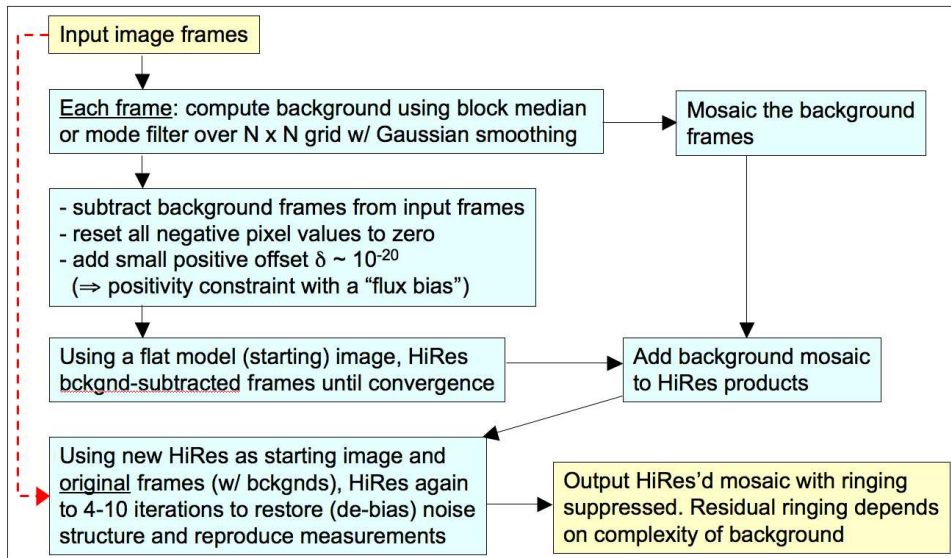 Input image frames
Each frame: compute background using block median
or mode filter over N x N grid w/ Gaussian smoothing
Mosaic the background
frames
- subtract background frames from input frames
- reset all negative pixel values to zero
- add small positive offset δ ~ 10⁻²⁰
(⇒ positivity constraint with a “flux bias”)
Using a flat model (starting) image, HiRes
bckgnd-subtracted frames until convergence
Add background mosaic
to HiRes products
Using new HiRes as starting image and
original frames (w/ bckgnds), HiRes again
to 4-10 iterations to restore (de-bias) noise
structure and reproduce measurements
Output HiRes’d mosaic with ringing
suppressed. Residual ringing depends
on complexity of background